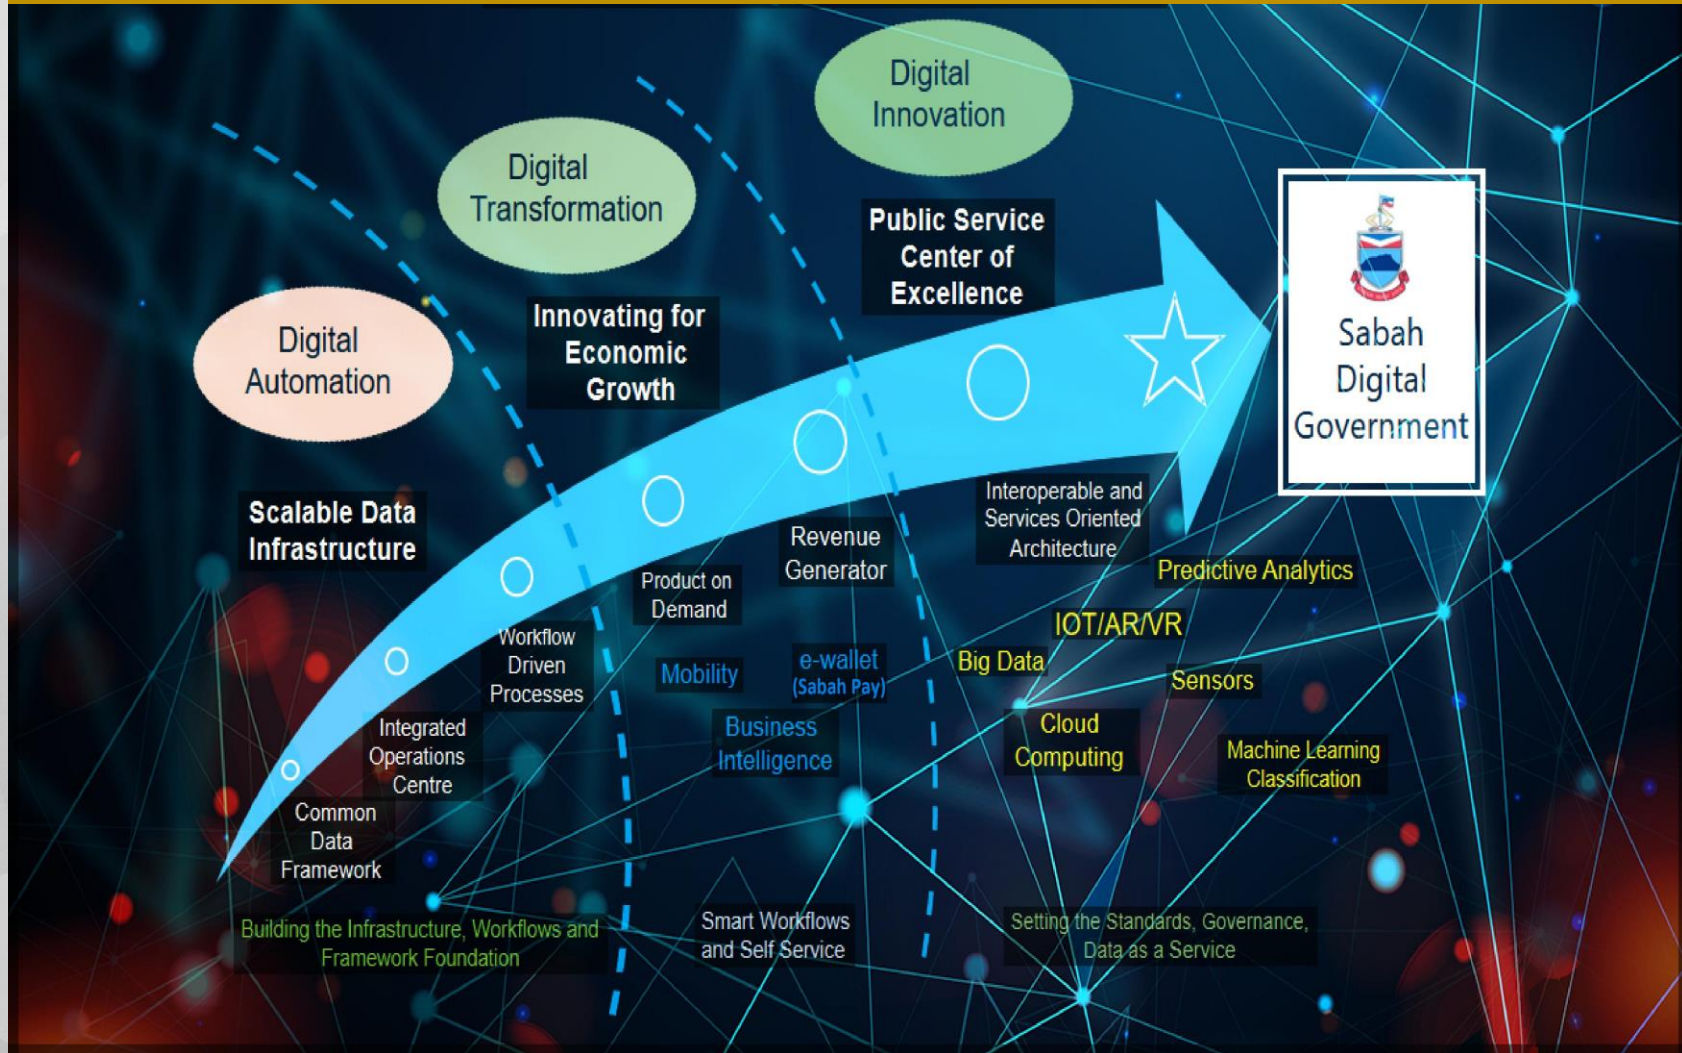 Digital
Innovation
Digital
Transformation
Digital
Automation
Public Service
Center of
Excellence
Innovating for
Economic
Growth
Scalable Data
Infrastructure
Sabah
Digital
Government
Common
Data
Framework
Integrated
Operations
Centre
Workflow
Driven
Processes
Product on
Demand
Revenue
Generator
Interoperable and
Services Oriented
Architecture
Mobility
e-wallet
(Sabah Pay)
Business
Intelligence
Predictive Analytics
IOT/AR/VR
Big Data
Sensors
Cloud
Computing
Machine Learning
Classification
Building the Infrastructure, Workflows and
Framework Foundation
Smart Workflows
and Self Service
Setting the Standards, Governance,
Data as a Service